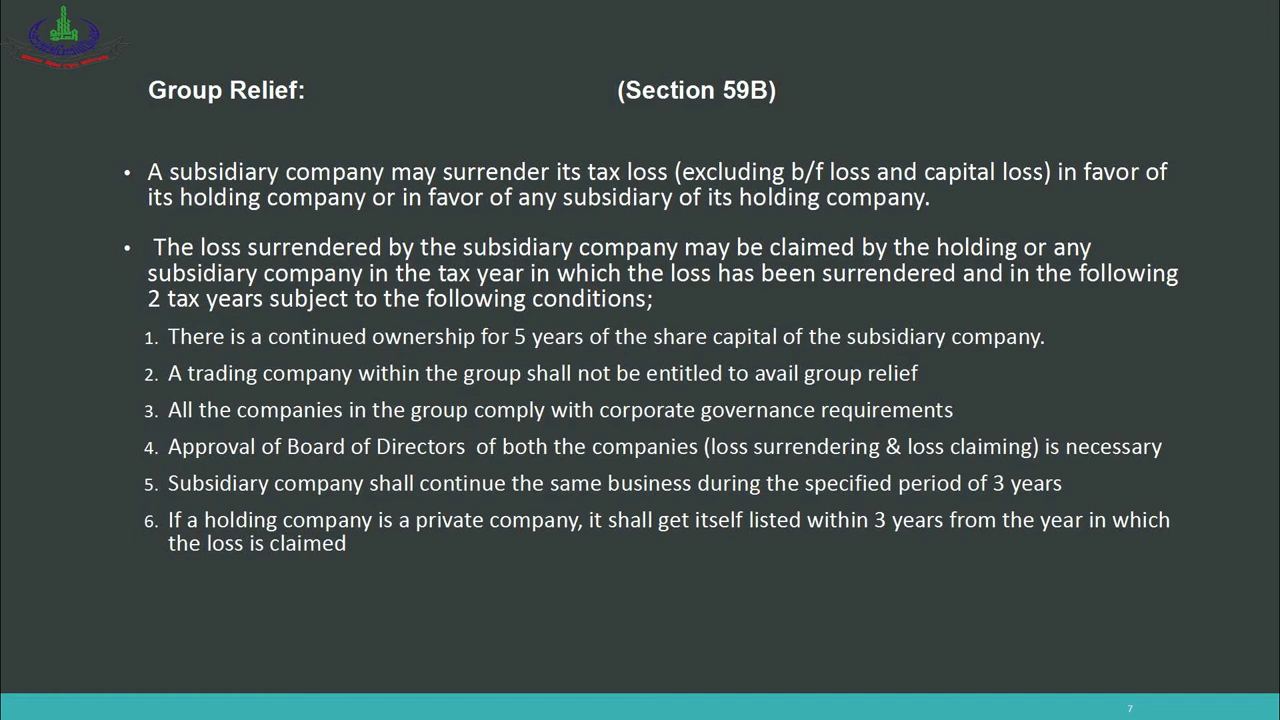 Group Relief: (Section 59B)
• A subsidiary company may surrender its tax loss (excluding b/f loss and capital loss) in favor of
its holding company or in favor of any subsidiary of its holding company.
• The loss surrendered by the subsidiary company may be claimed by the holding or any
subsidiary company in the tax year in which the loss has been surrendered and in the following
2 tax years subject to the following conditions;
1. There is a continued ownership for 5 years of the share capital of the subsidiary company.
2. A trading company within the group shall not be entitled to avail group relief
3. All the companies in the group comply with corporate governance requirements
4. Approval of Board of Directors of both the companies (loss surrendering & loss claiming) is necessary
5. Subsidiary company shall continue the same business during the specified period of 3 years
6. If a holding company is a private company, it shall get itself listed within 3 years from the year in which
the loss is claimed
7